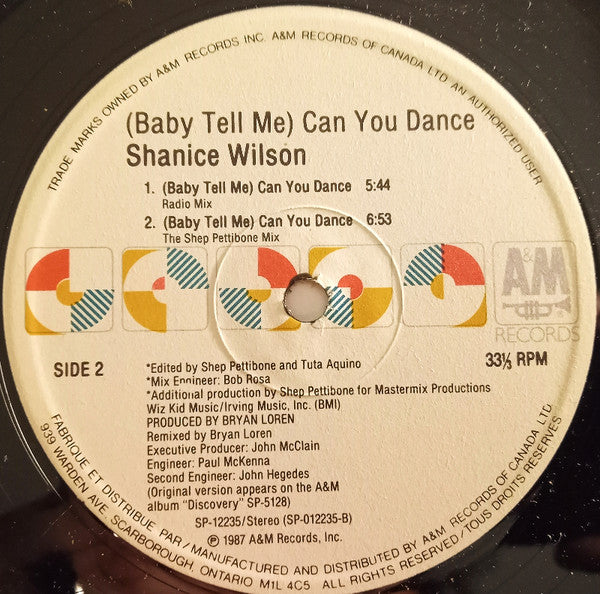 TRADE MARKS OWNED BY A&M RECORDS INC. A&M RECORDS OF CANADA LTD AN AUTHORIZED USER
(Baby Tell Me) Can You Dance
Shanice Wilson
1. (Baby Tell Me) Can You Dance 5:44
Radio Mix
2. (Baby Tell Me) Can You Dance 6:53
The Shep Pettibone Mix
A&M
RECORDS
SIDE 2
33⅓ RPM
*Edited by Shep Pettibone and Tuta Aquino
*Mix Engineer: Bob Rosa
*Additional production by Shep Pettibone for Mastermix Productions
Wiz Kid Music/Irving Music, Inc. (BMI)
PRODUCED BY BRYAN LOREN
Remixed by Bryan Loren
Executive Producer: John McClain
Engineer: Paul McKenna
Second Engineer: John Hegedes
(Original version appears on the A&M
album "Discovery" SP-5128)
SP-12235/Stereo (SP-012235-B)
℗ 1987 A&M Records, Inc.
FABRIQUE ET DISTRIBUE PAR / MANUFACTURED AND DISTRIBUTED BY A&M RECORDS OF CANADA LTD.
939 WARDEN AVE, SCARBOROUGH, ONTARIO M1L 4C5 ALL RIGHTS RESERVED / TOUS DROITS RESERVES